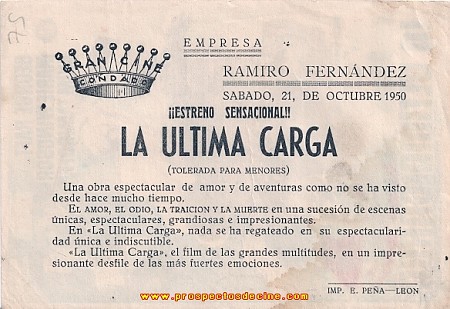 75
EMPRESA
GRAN CINE
CONDADO
RAMIRO FERNÁNDEZ
SABADO, 21, DE OCTUBRE 1950
¡¡ESTRENO SENSACIONAL!!
LA ULTIMA CARGA
(TOLERADA PARA MENORES)
Una obra espectacular de amor y de aventuras como no se ha visto
desde hace mucho tiempo.
EL AMOR, EL ODIO, LA TRAICION Y LA MUERTE en una sucesión de escenas
únicas, espectaculares, grandiosas e impresionantes.
En «La Ultima Carga», nada se ha regateado en su espectaculari-
dad única e indiscutible.
«La Ultima Carga», el film de las grandes multitudes, en un impre-
sionante desfile de las más fuertes emociones.
IMP. E. PEÑA—LEON
www.prospectosdecine.com